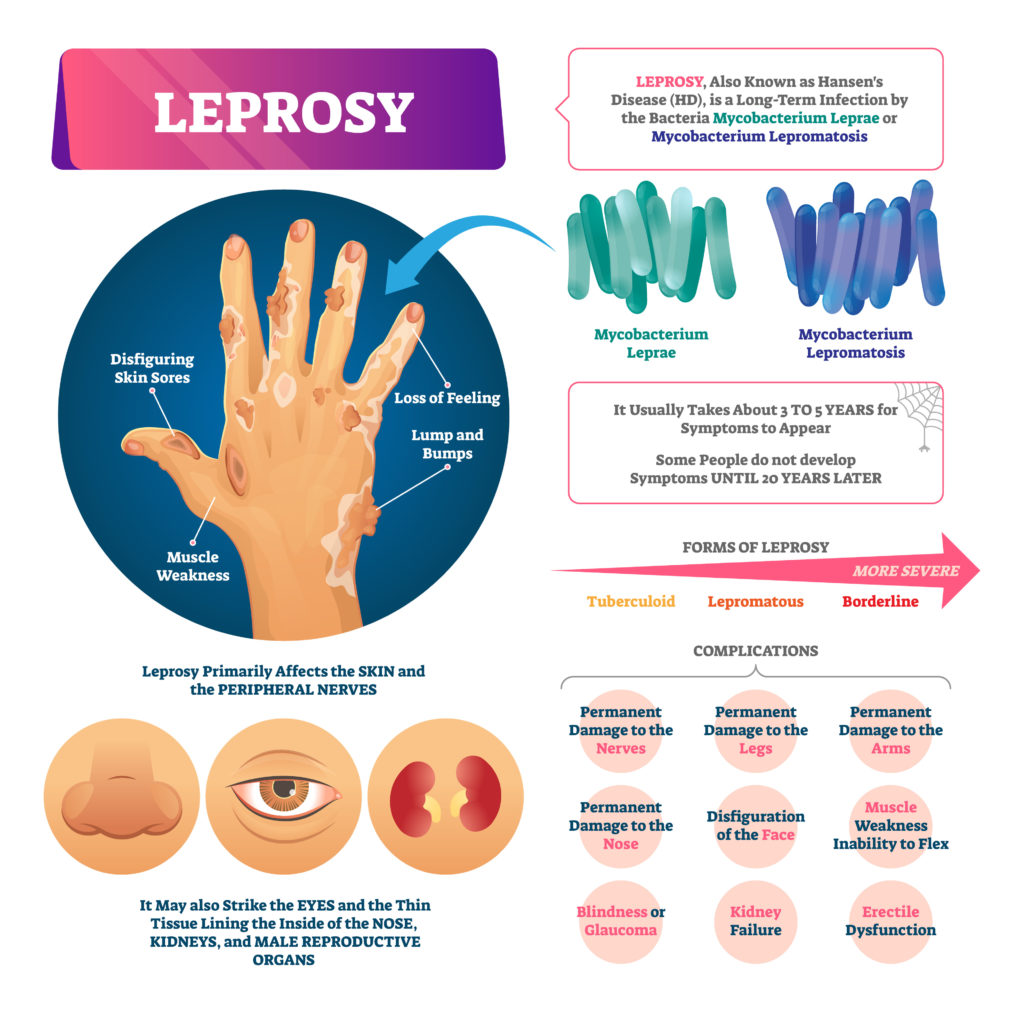 LEPROSY
LEPROSY, Also Known as Hansen's
Disease (HD), is a Long-Term Infection by
the Bacteria Mycobacterium Leprae or
Mycobacterium Lepromatosis
Mycobacterium
Leprae
Mycobacterium
Lepromatosis
Disfiguring
Skin Sores
Loss of Feeling
Lump and
Bumps
Muscle
Weakness
It Usually Takes About 3 TO 5 YEARS for
Symptoms to Appear
Some People do not develop
Symptoms UNTIL 20 YEARS LATER
FORMS OF LEPROSY
MORE SEVERE
Tuberculoid
Lepromatous
Borderline
Leprosy Primarily Affects the SKIN and
the PERIPHERAL NERVES
It May also Strike the EYES and the Thin
Tissue Lining the Inside of the NOSE,
KIDNEYS, and MALE REPRODUCTIVE
ORGANS
COMPLICATIONS
Permanent
Damage to the
Nerves
Permanent
Damage to the
Legs
Permanent
Damage to the
Arms
Permanent
Damage to the
Nose
Disfiguration
of the Face
Muscle
Weakness
Inability to Flex
Blindness or
Glaucoma
Kidney
Failure
Erectile
Dysfunction